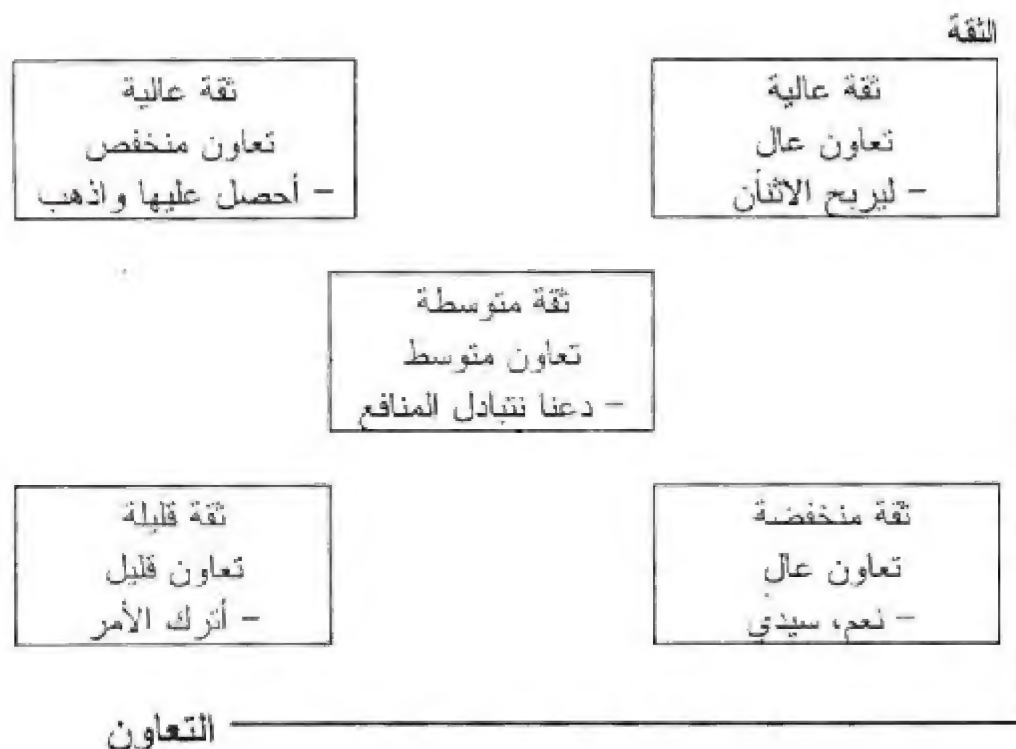 الثقة
ثقة عالية
تعاون عال
– ليربح الاثنان
ثقة عالية
تعاون منخفص
– أحصل عليها واذهب
ثقة متوسطة
تعاون متوسط
– دعنا نتبادل المنافع
ثقة منخفضة
تعاون عال
– نعم، سيدي
ثقة قليلة
تعاون قليل
– أترك الأمر
التعاون